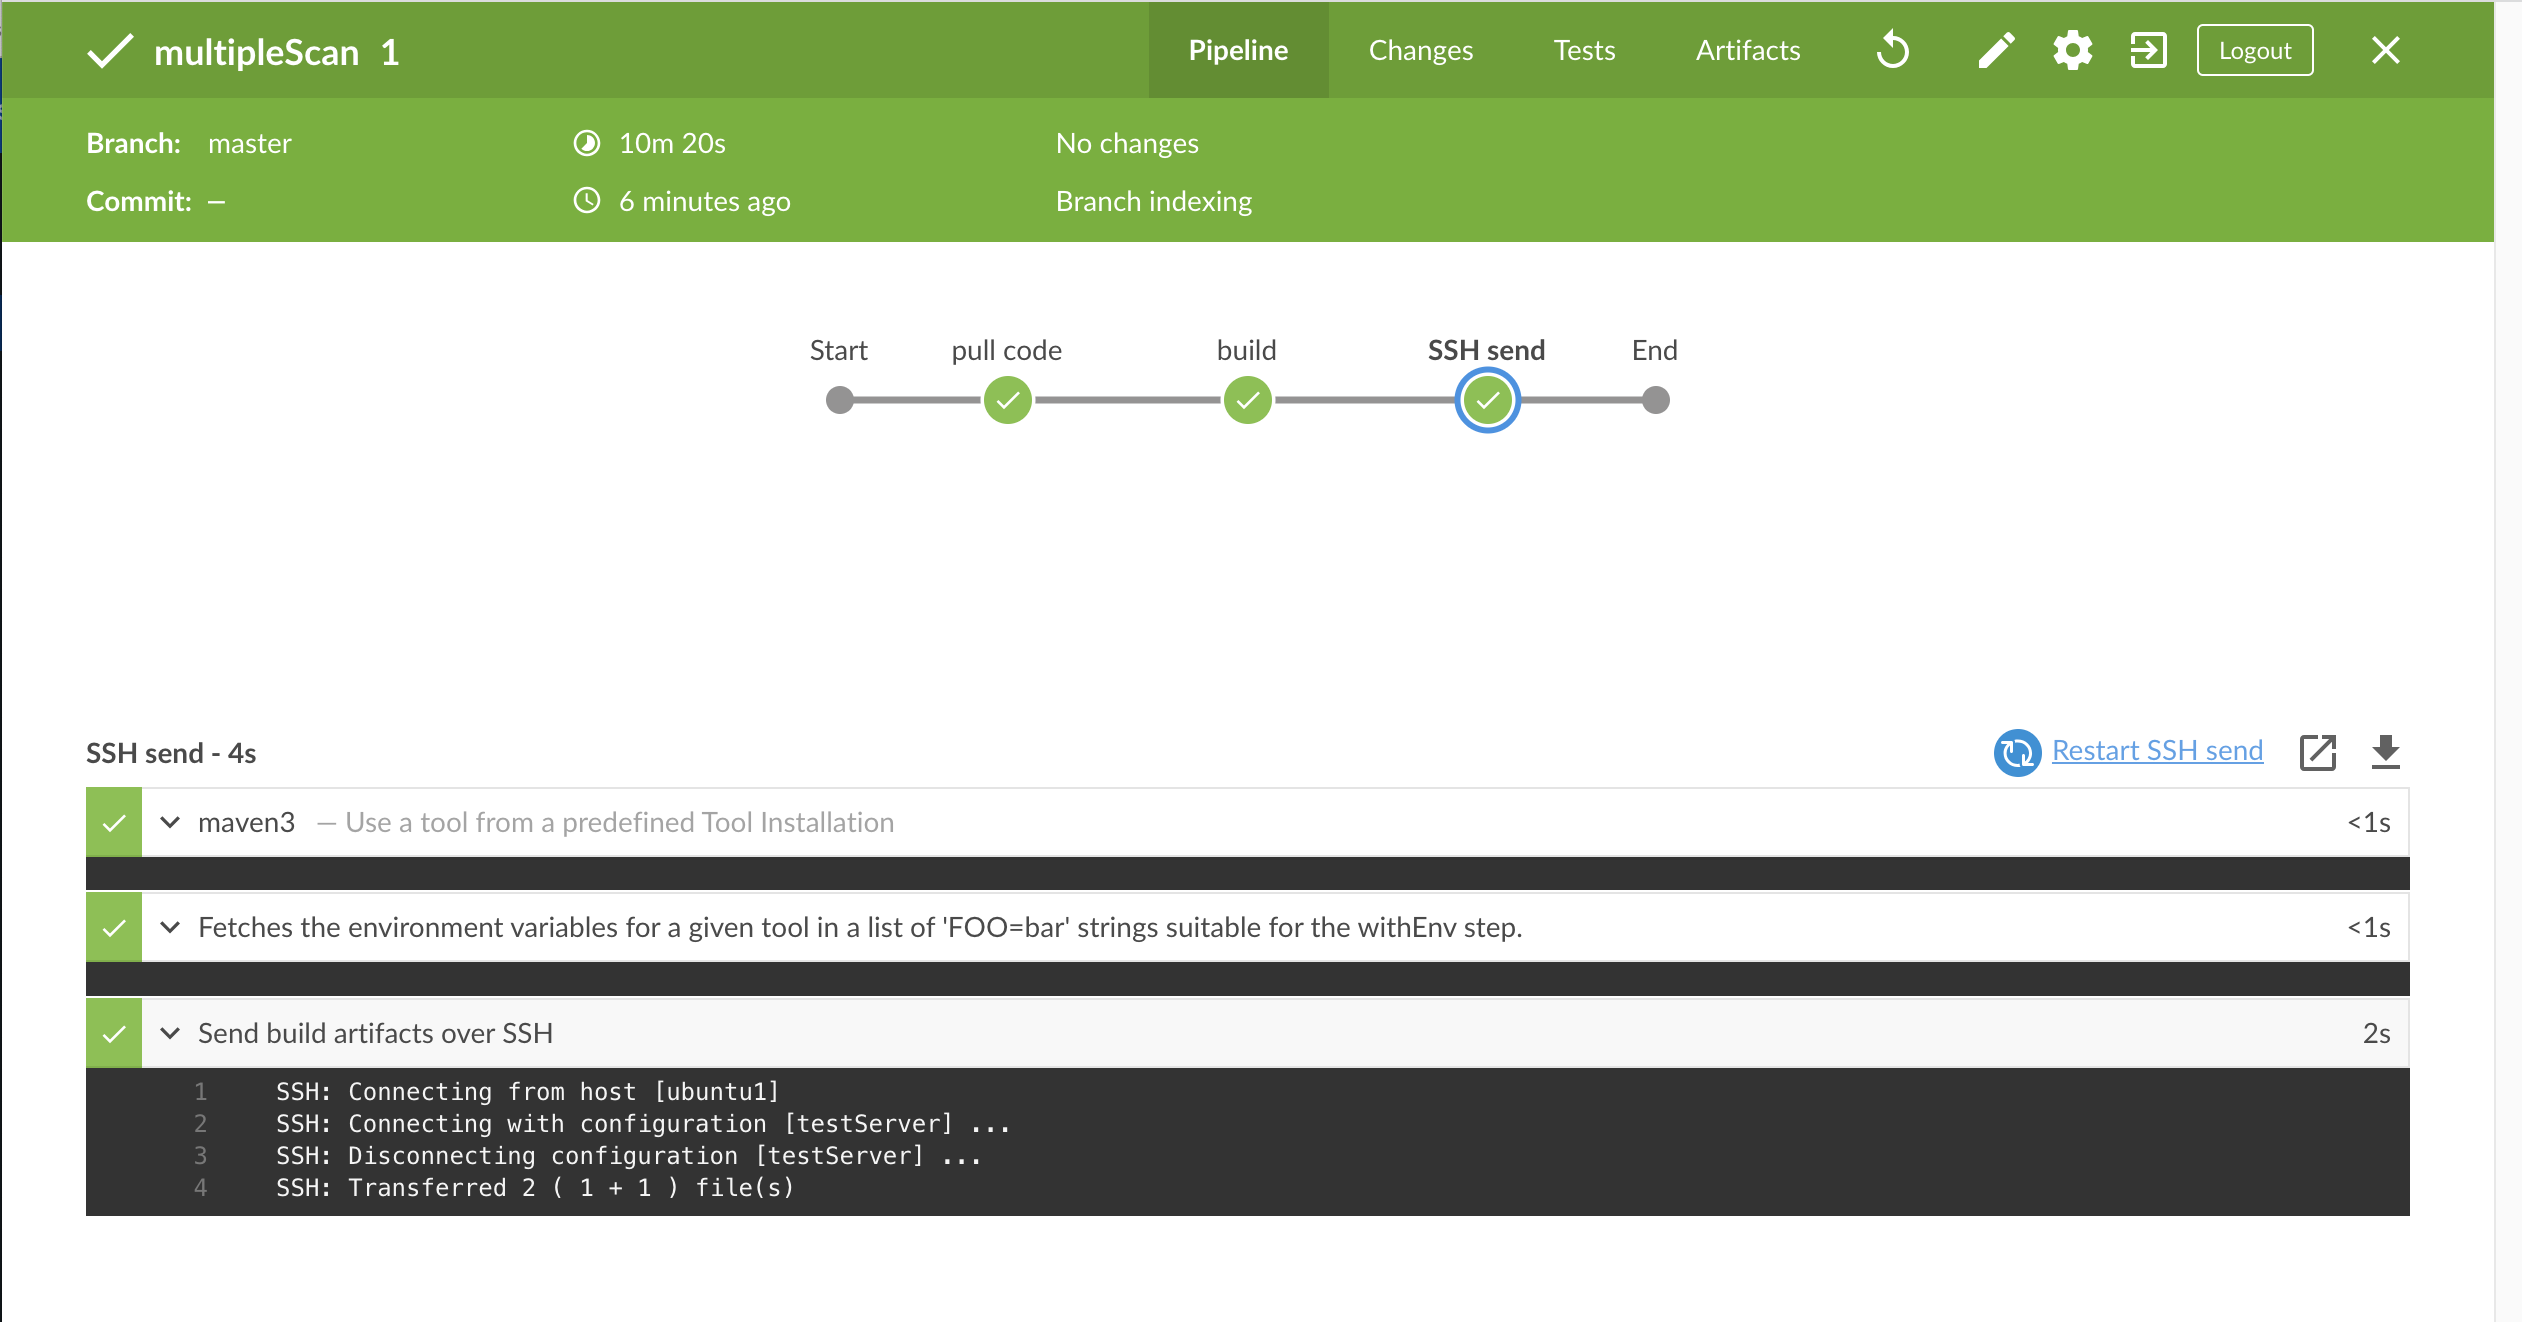 multipleScan 1
Pipeline Changes Tests Artifacts Logout
Branch: master 10m 20s No changes
Commit: — 6 minutes ago Branch indexing
Start pull code build SSH send End
SSH send - 4s Restart SSH send
maven3 — Use a tool from a predefined Tool Installation <1s
Fetches the environment variables for a given tool in a list of 'FOO=bar' strings suitable for the withEnv step. <1s
Send build artifacts over SSH 2s
1 SSH: Connecting from host [ubuntu1]
2 SSH: Connecting with configuration [testServer] ...
3 SSH: Disconnecting configuration [testServer] ...
4 SSH: Transferred 2 ( 1 + 1 ) file(s)